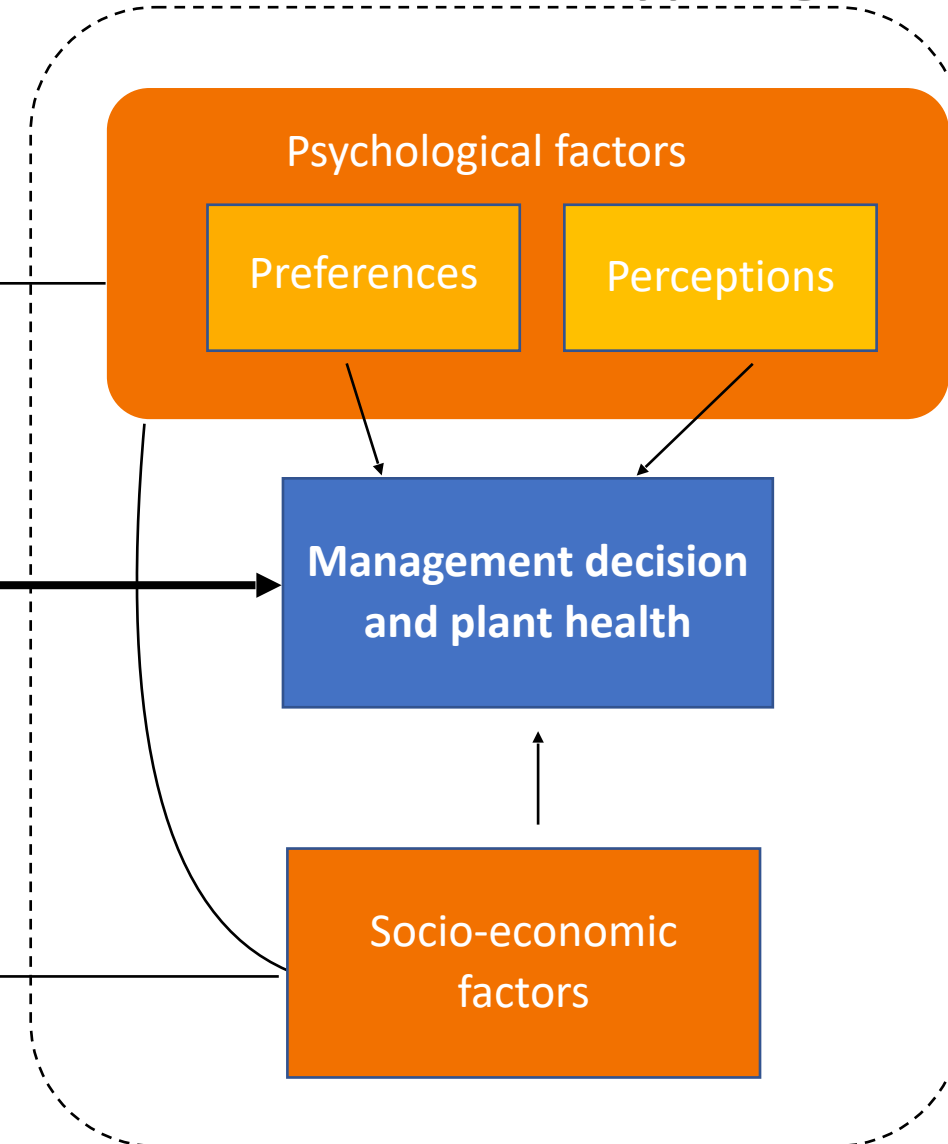 Psychological factors
Preferences
Perceptions
Management decision
and plant health
Socio-economic
factors